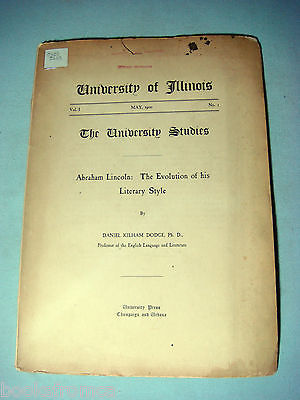 University of Illinois
Vol. I MAY, 1900 No. 1
The University Studies
Abraham Lincoln: The Evolution of his
Literary Style
By
DANIEL KILHAM DODGE, Ph. D.,
Professor of the English Language and Literature
University Press
Champaign and Urbana